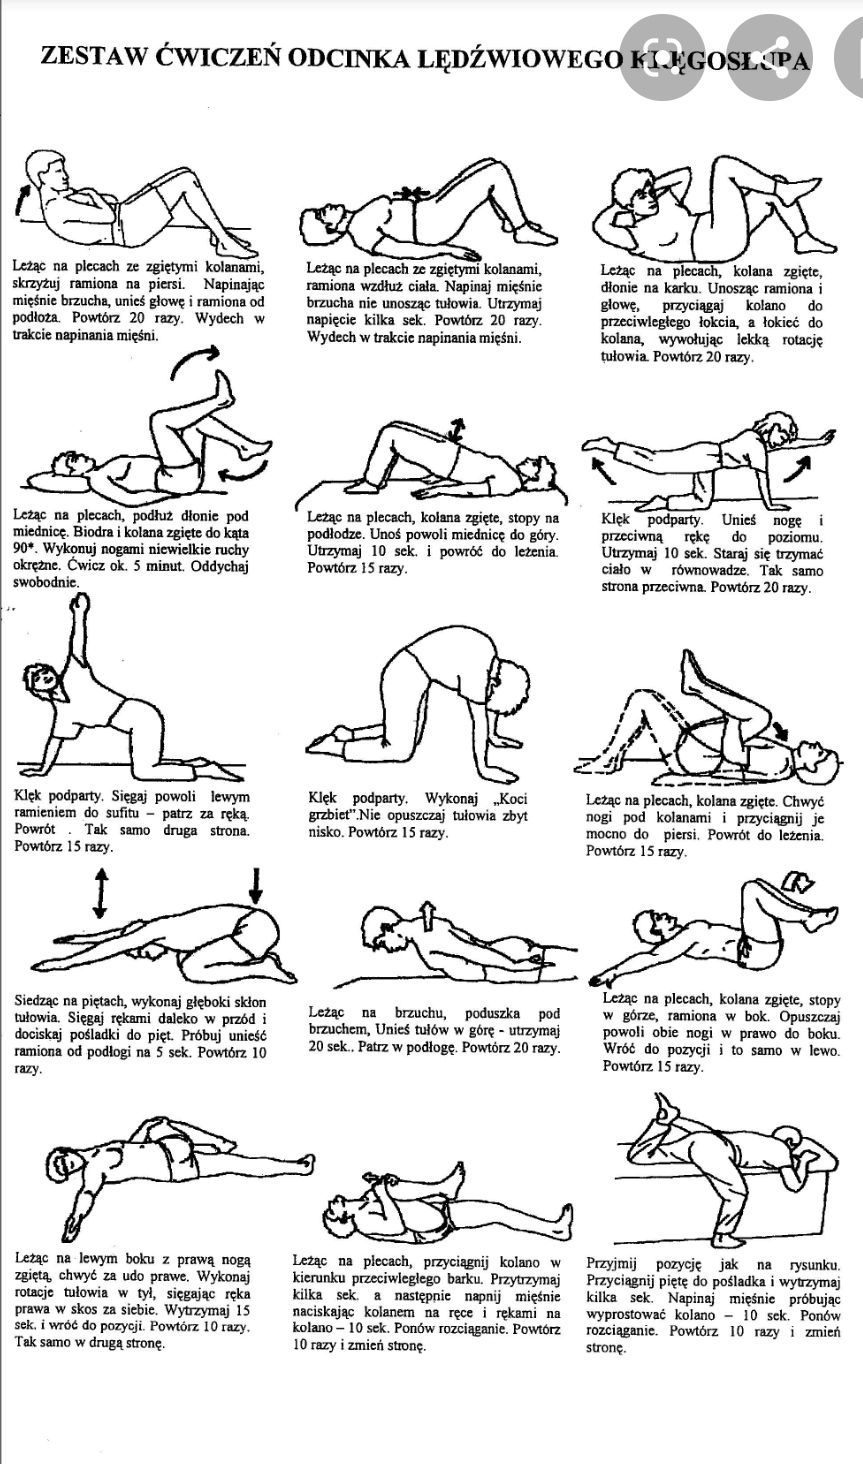 ZESTAW ĆWICZEŃ ODCINKA LĘDŹWIOWEGO KRĘGOSŁUPA
Leżąc na plecach ze zgiętymi kolanami,
skrzyżuj ramiona na piersi. Napinając
mięśnie brzucha, unieś głowę i ramiona od
podłoża. Powtórz 20 razy. Wydech w
trakcie napinania mięśni.
Leżąc na plecach ze zgiętymi kolanami,
ramiona wzdłuż ciała. Napinaj mięśnie
brzucha nie unosząc tułowia. Utrzymaj
napięcie kilka sek. Powtórz 20 razy.
Wydech w trakcie napinania mięśni.
Leżąc na plecach, kolana zgięte,
dłonie na karku. Unosząc ramiona i
głowę, przyciągaj kolano do
przeciwległego łokcia, a łokieć do
kolana, wywołując lekką rotację
tułowia. Powtórz 20 razy.
Leżąc na plecach, podłuż dłonie pod
miednicę. Biodra i kolana zgięte do kąta
90*. Wykonuj nogami niewielkie ruchy
okrężne. Ćwicz ok. 5 minut. Oddychaj
swobodnie.
Leżąc na plecach, kolana zgięte, stopy na
podłodze. Unoś powoli miednicę do góry.
Utrzymaj 10 sek. i powróć do leżenia.
Powtórz 15 razy.
Klęk podparty. Unieś nogę i
przeciwną rękę do poziomu.
Utrzymaj 10 sek. Staraj się trzymać
ciało w równowadze. Tak samo
strona przeciwna. Powtórz 20 razy.
Klęk podparty. Sięgaj powoli lewym
ramieniem do sufitu – patrz za ręką.
Powrót . Tak samo druga strona.
Powtórz 15 razy.
Klęk podparty. Wykonaj „Koci
grzbiet”.Nie opuszczaj tułowia zbyt
nisko. Powtórz 15 razy.
Leżąc na plecach, kolana zgięte. Chwyć
nogi pod kolanami i przyciągnij je
mocno do piersi. Powrót do leżenia.
Powtórz 15 razy.
Siedząc na piętach, wykonaj głęboki skłon
tułowia. Sięgaj rękami daleko w przód i
dociskaj pośladki do pięt. Próbuj unieść
ramiona od podłogi na 5 sek. Powtórz 10
razy.
Leżąc na brzuchu, poduszka pod
brzuchem, Unieś tułów w górę - utrzymaj
20 sek.. Patrz w podłogę. Powtórz 20 razy.
Leżąc na plecach, kolana zgięte, stopy
w górze, ramiona w bok. Opuszczaj
powoli obie nogi w prawo do boku.
Wróć do pozycji i to samo w lewo.
Powtórz 15 razy.
Leżąc na lewym boku z prawą nogą
zgiętą, chwyć za udo prawe. Wykonaj
rotacje tułowia w tył, sięgając ręka
prawa w skos za siebie. Wytrzymaj 15
sek. i wróć do pozycji. Powtórz 10 razy.
Tak samo w drugą stronę.
Leżąc na plecach, przyciągnij kolano w
kierunku przeciwległego barku. Przytrzymaj
kilka sek. a następnie napnij mięśnie
naciskając kolanem na ręce i rękami na
kolano – 10 sek. Ponów rozciąganie. Powtórz
10 razy i zmień stronę.
Przyjmij pozycję jak na rysunku.
Przyciągnij piętę do pośladka i wytrzymaj
kilka sek. Napinaj mięśnie próbując
wyprostować kolano – 10 sek. Ponów
rozciąganie. Powtórz 10 razy i zmień
stronę.